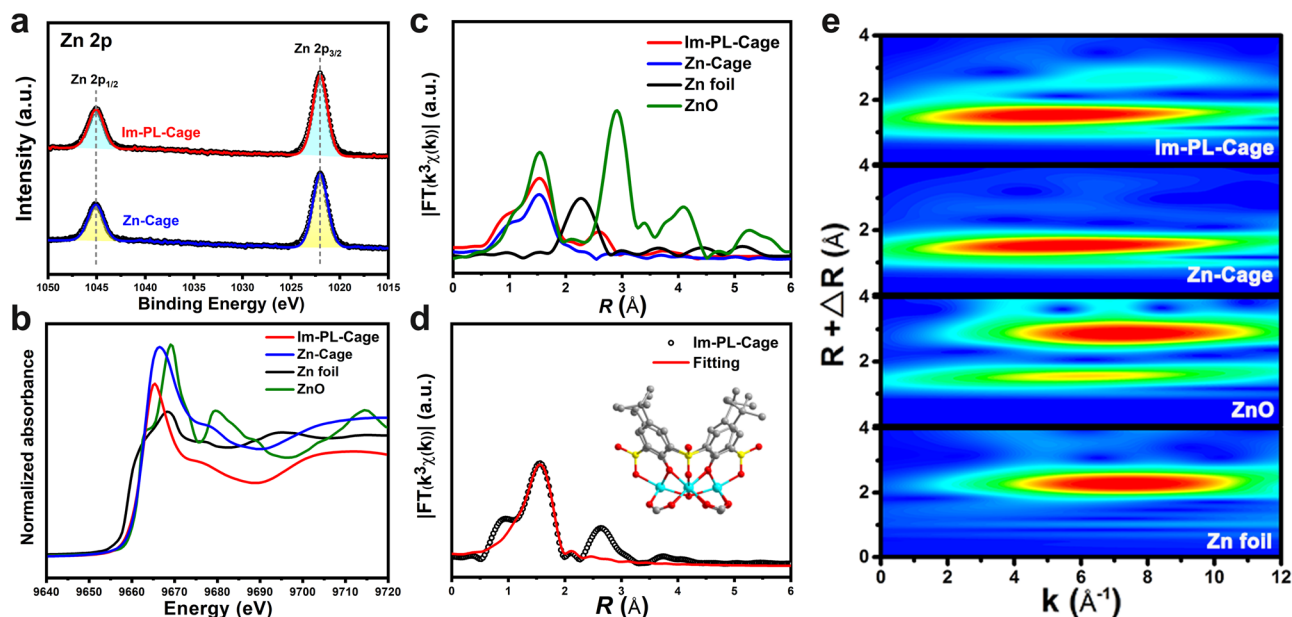 a
Zn 2p
Zn 2p1/2
Zn 2p3/2
Im-PL-Cage
Zn-Cage
Intensity (a.u.)
1050 1045 1040 1035 1030 1025 1020 1015
Binding Energy (eV)
b
Im-PL-Cage
Zn-Cage
Zn foil
ZnO
Normalized absorbance
9640 9650 9660 9670 9680 9690 9700 9710 9720
Energy (eV)
c
Im-PL-Cage
Zn-Cage
Zn foil
ZnO
|FT(k³χ(k))| (a.u.)
0 1 2 3 4 5 6
R (Å)
d
Im-PL-Cage
Fitting
|FT(k³χ(k))| (a.u.)
0 1 2 3 4 5 6
R (Å)
e
4
2
Im-PL-Cage
4
2
Zn-Cage
4
2
ZnO
4
2
0
Zn foil
R + △R (Å)
0 2 4 6 8 10 12
k (Å⁻¹)